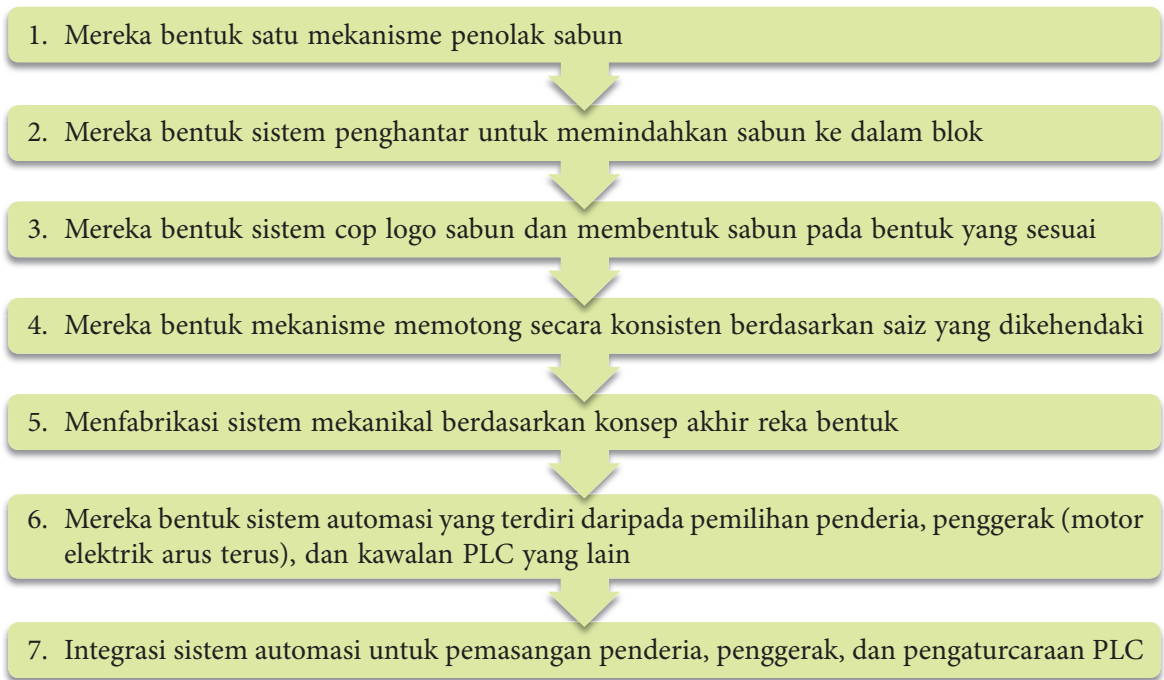 1. Mereka bentuk satu mekanisme penolak sabun
2. Mereka bentuk sistem penghantar untuk memindahkan sabun ke dalam blok
3. Mereka bentuk sistem cop logo sabun dan membentuk sabun pada bentuk yang sesuai
4. Mereka bentuk mekanisme memotong secara konsisten berdasarkan saiz yang dikehendaki
5. Menfabrikasi sistem mekanikal berdasarkan konsep akhir reka bentuk
6. Mereka bentuk sistem automasi yang terdiri daripada pemilihan penderia, penggerak (motor
elektrik arus terus), dan kawalan PLC yang lain
7. Integrasi sistem automasi untuk pemasangan penderia, penggerak, dan pengaturcaraan PLC